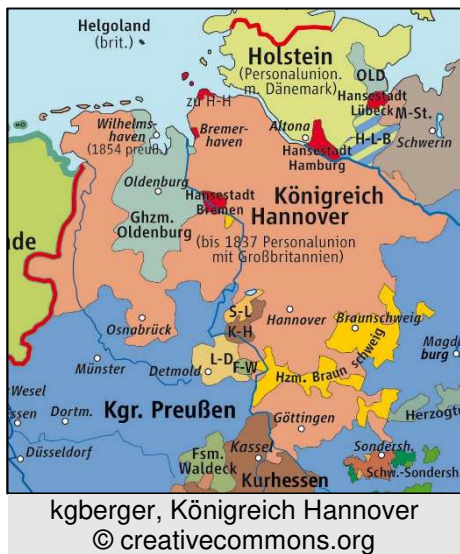 Helgoland
(brit.)
Holstein
(Personalunion.
m. Dänemark)
OLD
zu H-H
Hansestadt
Lübeck
M-St.
Wilhelms-
haven
(1854 preuß.)
Bremer-
haven
Altona
H-L-B
Schwerin
Hansestadt
Hamburg
Oldenburg
Hansestadt
Bremen
Königreich
Hannover
Ghzm.
Oldenburg
(bis 1837 Personalunion
mit Großbritannien)
nde
S-L
K-H
Hannover
Braunschweig
Osnabrück
L-D
F-W
Hzm. Braunschweig
Magde
burg
Münster
Detmold
Wesel
ssen
Dortm.
Kgr. Preußen
Göttingen
Herzogtü
Düsseldorf
Fsm.
Waldeck
Kassel
Kurhessen
Sondersh.
Schw.-Sondersh
kgberger, Königreich Hannover
© creativecommons.org